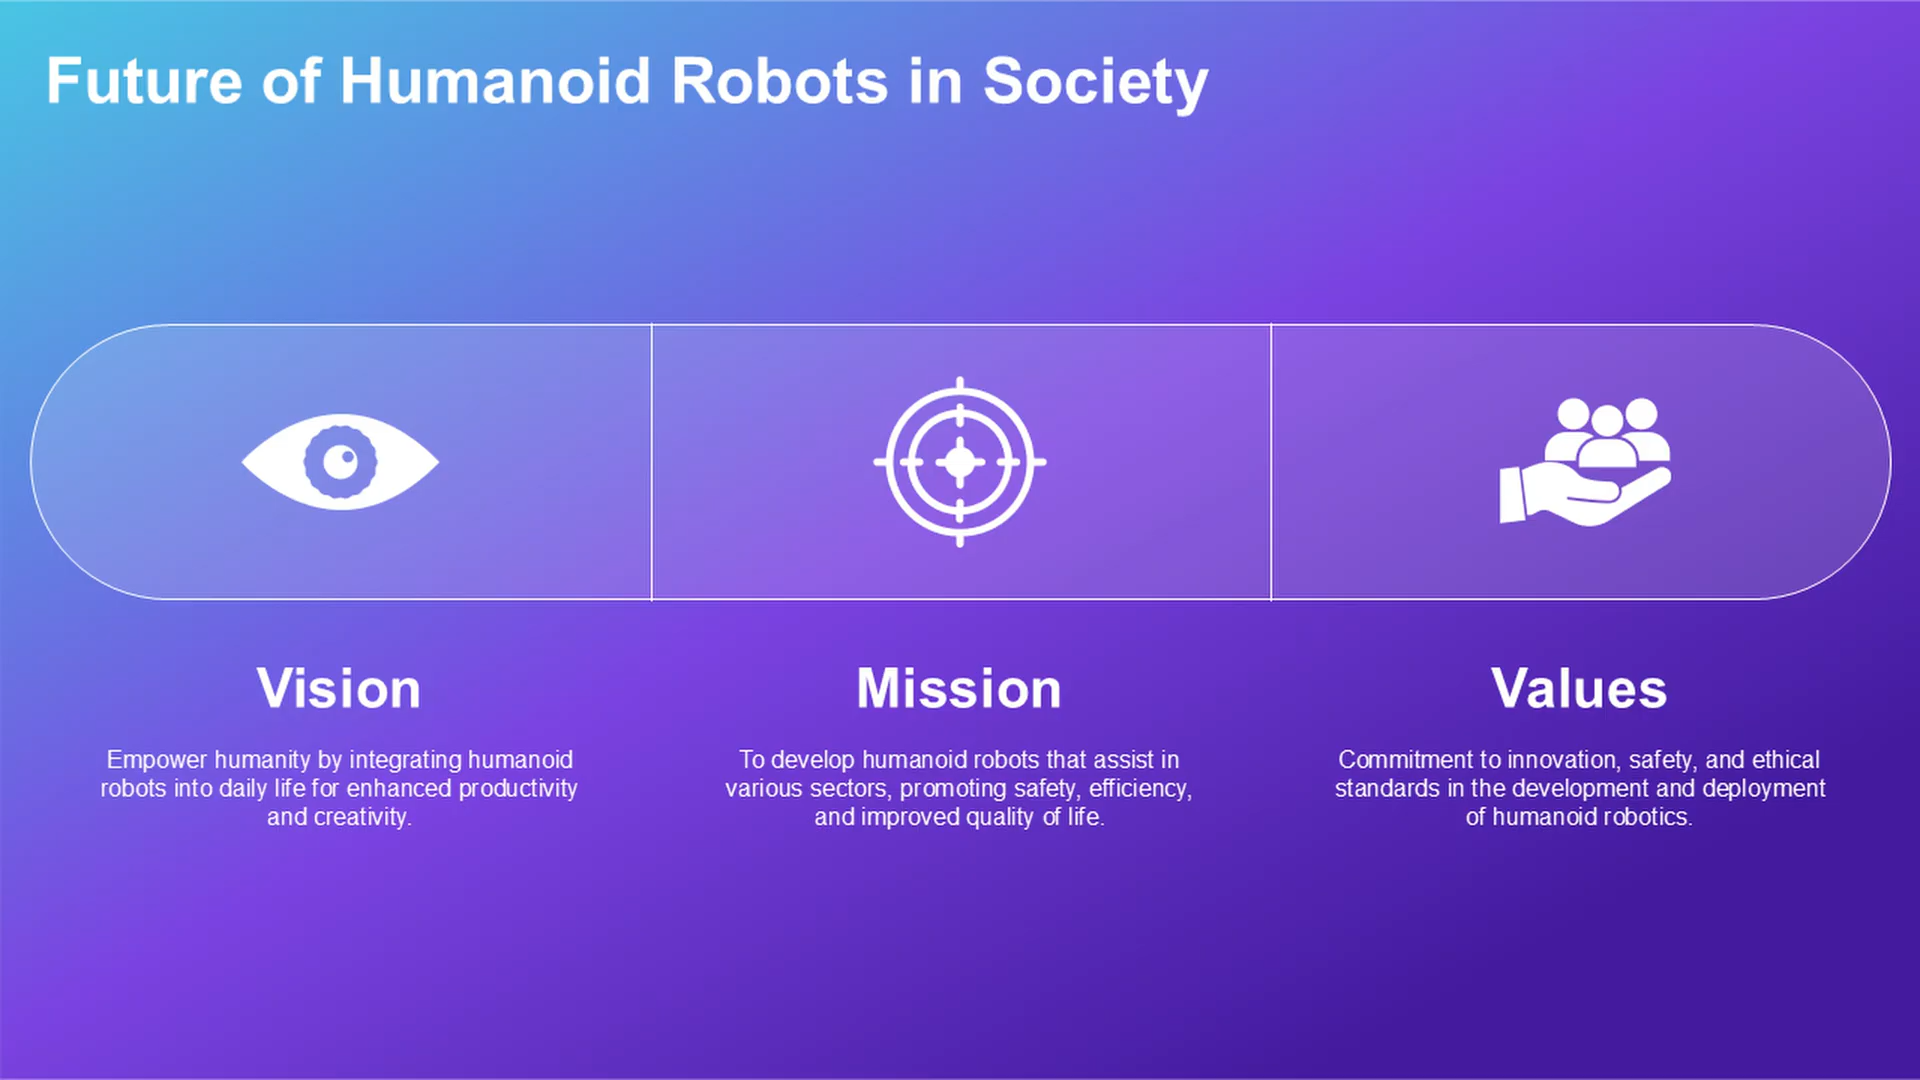 Future of Humanoid Robots in Society
Vision
Empower humanity by integrating humanoid
robots into daily life for enhanced productivity
and creativity.
Mission
To develop humanoid robots that assist in
various sectors, promoting safety, efficiency,
and improved quality of life.
Values
Commitment to innovation, safety, and ethical
standards in the development and deployment
of humanoid robotics.